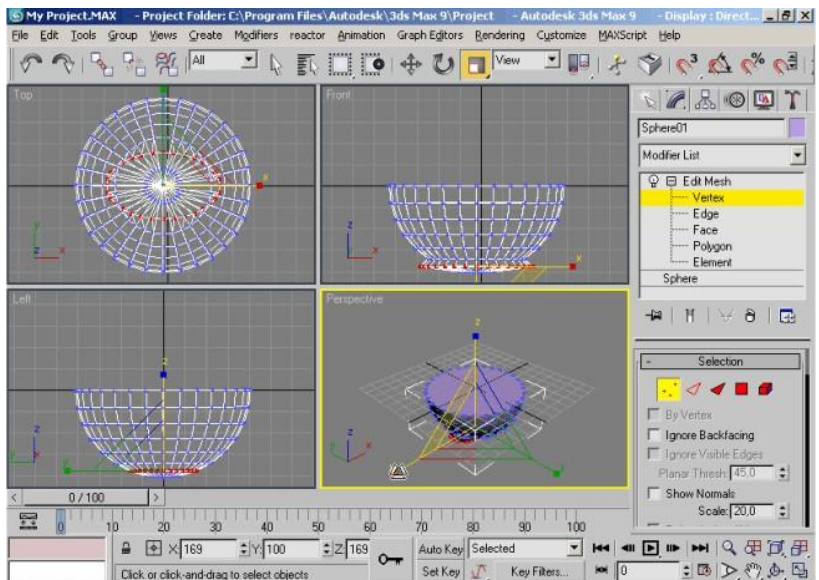 My Project.MAX - Project Folder: C:\Program Files\Autodesk\3ds Max 9\Project - Autodesk 3ds Max 9 - Display : Direct...
File Edit Tools Group Views Create Modifiers reactor Animation Graph Editors Rendering Customize MAXScript Help
All View
Top
Front
Left
Perspective
Sphere01
Modifier List
Edit Mesh
Vertex
Edge
Face
Polygon
Element
Sphere
- Selection
By Vertex
Ignore Backfacing
Ignore Visible Edges
Planar Thresh: 45,0
Show Normals
Scale: 20,0
0 / 100
0 10 20 30 40 50 60 70 80 90 100
X: 169 Y: 100 Z: 169
Auto Key Selected
Set Key Key Filters... 0
Click or click-and-drag to select objects